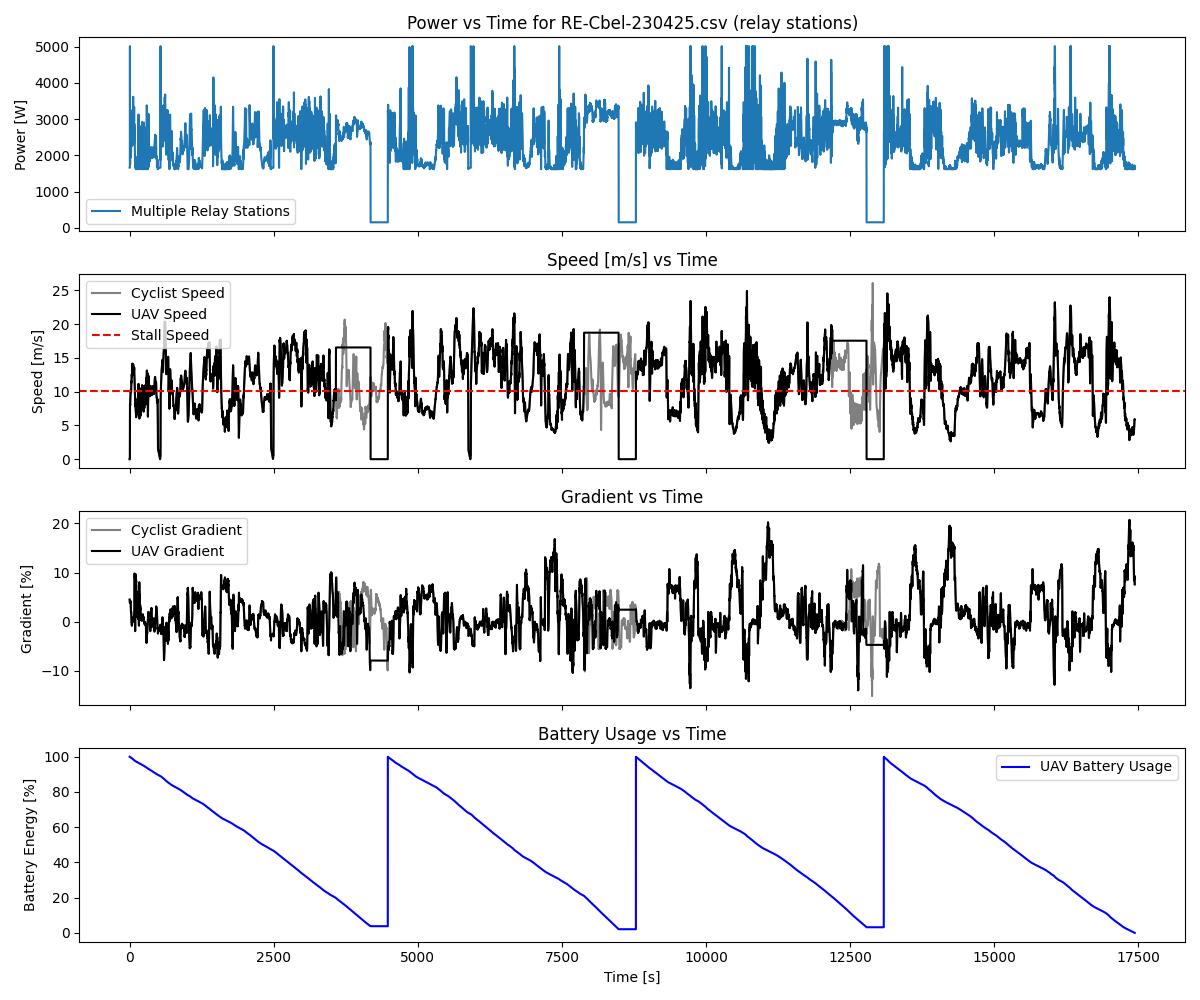 Power vs Time for RE-Cbel-230425.csv (relay stations)
5000
4000
3000
2000
1000
0
Power [W]
Multiple Relay Stations
Speed [m/s] vs Time
25
20
15
10
5
0
Speed [m/s]
Cyclist Speed
UAV Speed
Stall Speed
Gradient vs Time
20
10
0
−10
Gradient [%]
Cyclist Gradient
UAV Gradient
Battery Usage vs Time
100
80
60
40
20
0
Battery Energy [%]
UAV Battery Usage
0 2500 5000 7500 10000 12500 15000 17500
Time [s]